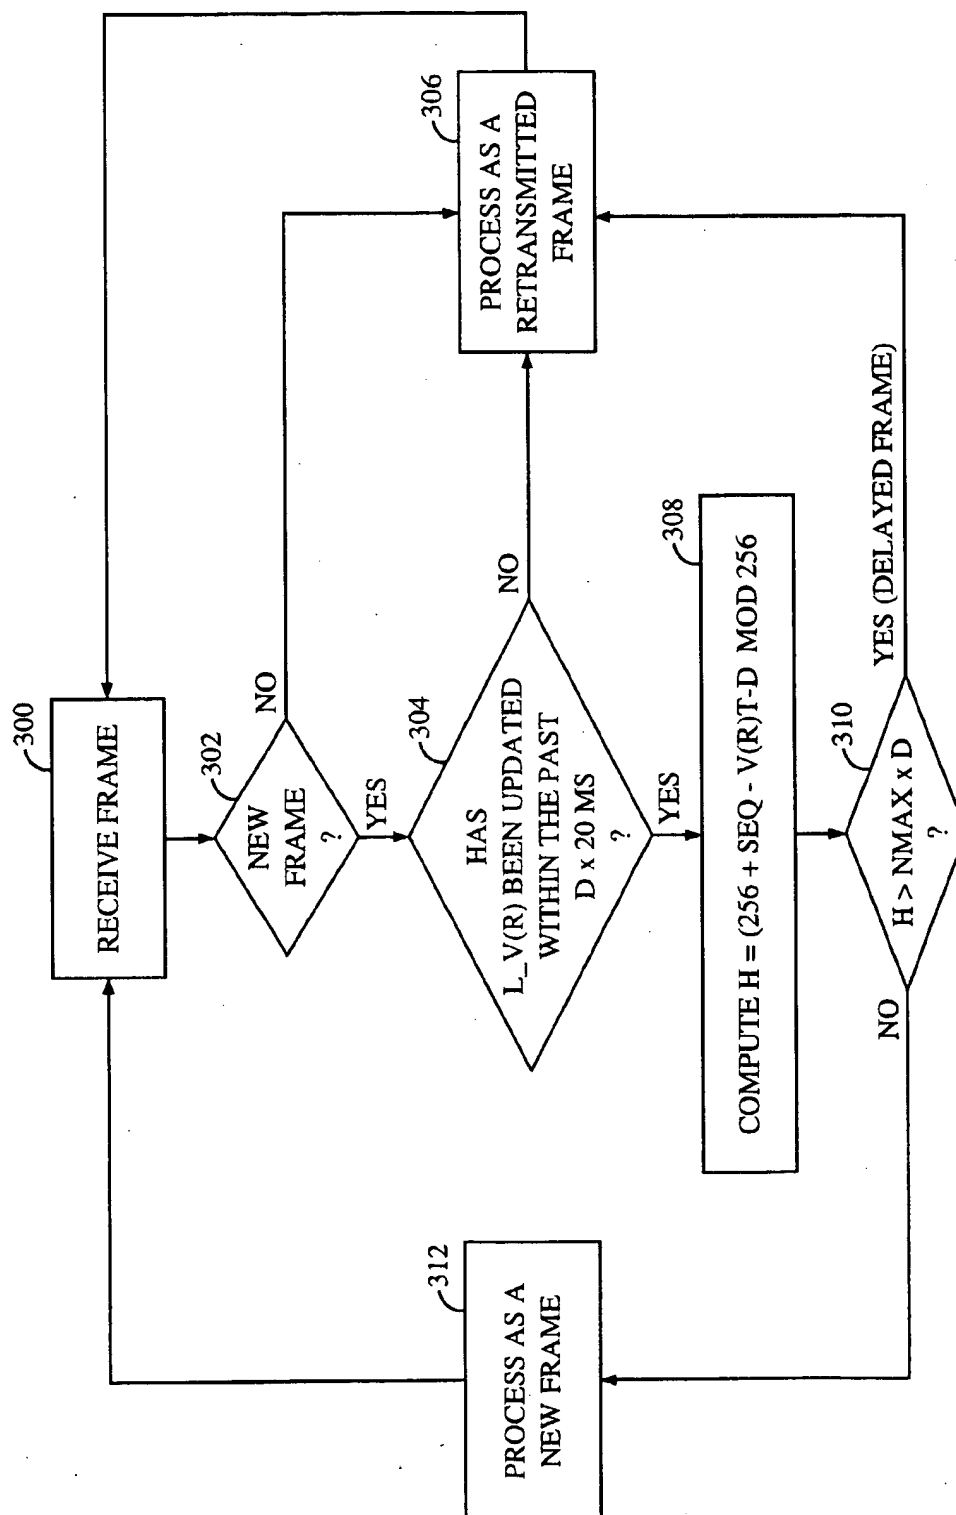 300
RECEIVE FRAME
302
NEW
FRAME
?
NO
YES
304
HAS
L_V(R) BEEN UPDATED
WITHIN THE PAST
D x 20 MS
?
NO
YES
306
PROCESS AS A
RETRANSMITTED
FRAME
308
COMPUTE H = (256 + SEQ - V(R)T-D MOD 256
310
H > NMAX x D
?
YES (DELAYED FRAME)
NO
312
PROCESS AS A
NEW FRAME